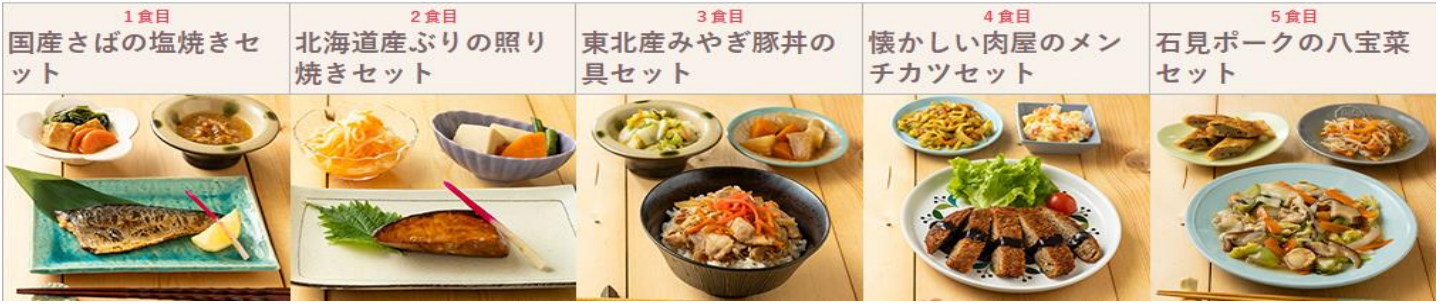 1食目
国産さばの塩焼きセ
ット
2食目
北海道産ぶりの照り
焼きセット
3食目
東北産みやぎ豚丼の
具セット
4食目
懐かしい肉屋のメン
チカツセット
5食目
石見ポークの八宝菜
セット